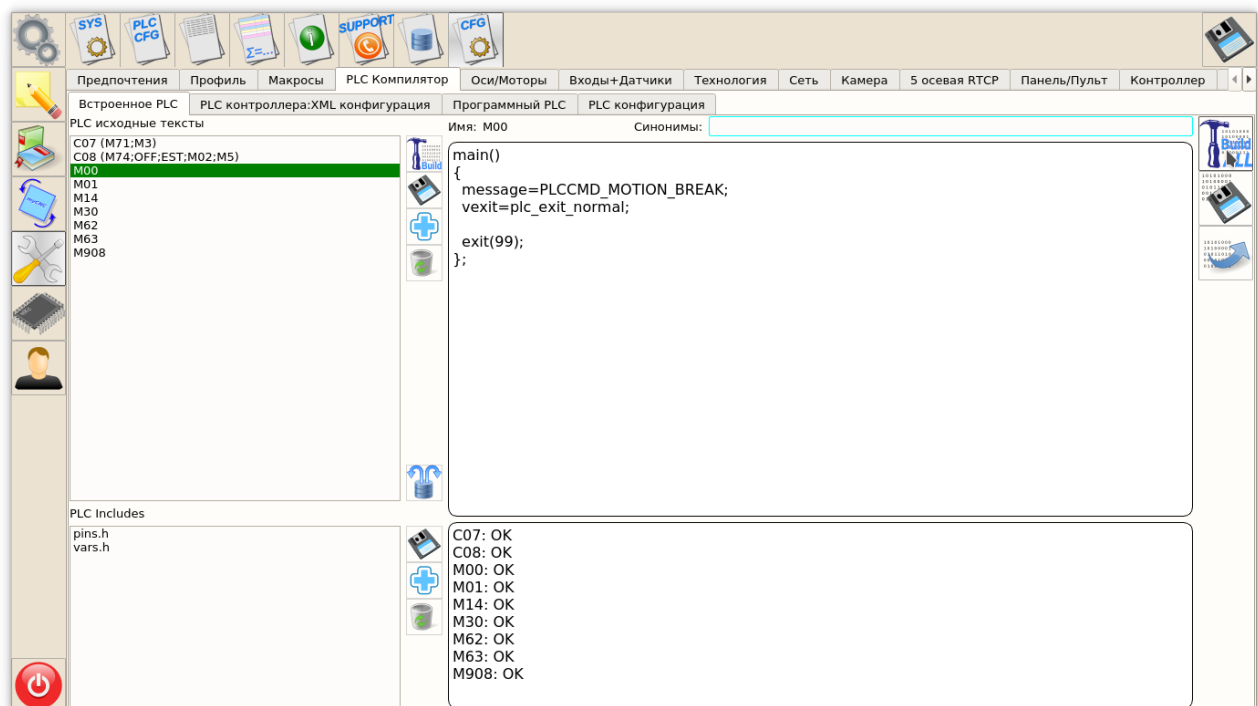 SYS
PLC CFG
Σ=...
SUPPORT
CFG
Предпочтения Профиль Макросы PLC Компилятор Оси/Моторы Входы+Датчики Технология Сеть Камера 5 осевая RTCP Панель/Пульт Контроллер
Встроенное PLC PLC контроллера:XML конфигурация Программный PLC PLC конфигурация
PLC исходные тексты
Имя: M00 Синонимы:
C07 (M71;M3)
C08 (M74;OFF;EST;M02;M5)
M00
M01
M14
M30
M62
M63
M908
Build
main()
{
message=PLCCMD_MOTION_BREAK;
vexit=plc_exit_normal;
exit(99);
};
Build ALL
myCNC
PLC Includes
pins.h
vars.h
C07: OK
C08: OK
M00: OK
M01: OK
M14: OK
M30: OK
M62: OK
M63: OK
M908: OK